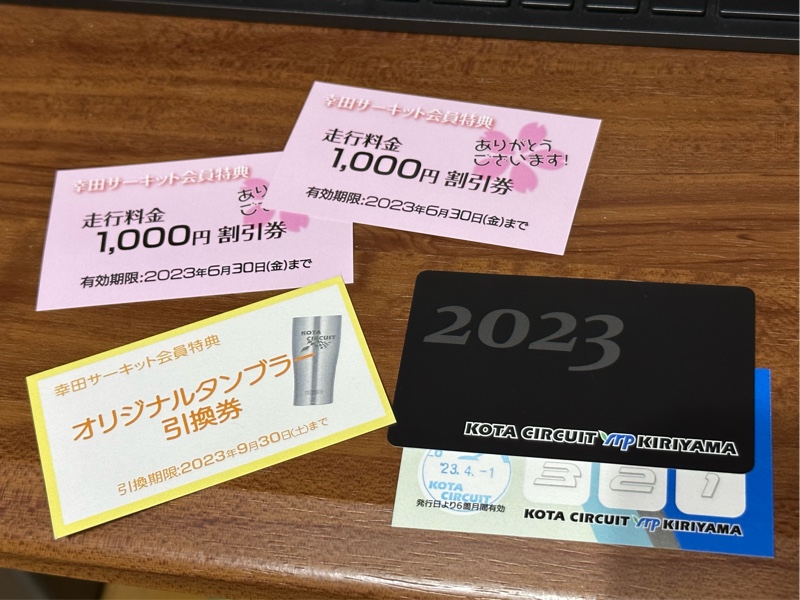 幸田サーキット会員特典
走行料金
1,000円 割引券
ありがとう
ございます!
有効期限:2023年6月30日(金)まで
幸田サーキット会員特典
走行料金
1,000円 割引券
あり
ご
有効期限:2023年6月30日(金)まで
幸田サーキット会員特典
オリジナルタンブラー
引換券
引換期限:2023年9月30日(土)まで
KOTA
CIRCUIT
2023
KOTA CIRCUIT YRP KIRIYAMA
'23.4.-1
KOTA
CIRCUIT
3 2 1
発行日より6箇月間有効
KOTA CIRCUIT YRP KIRIYAMA